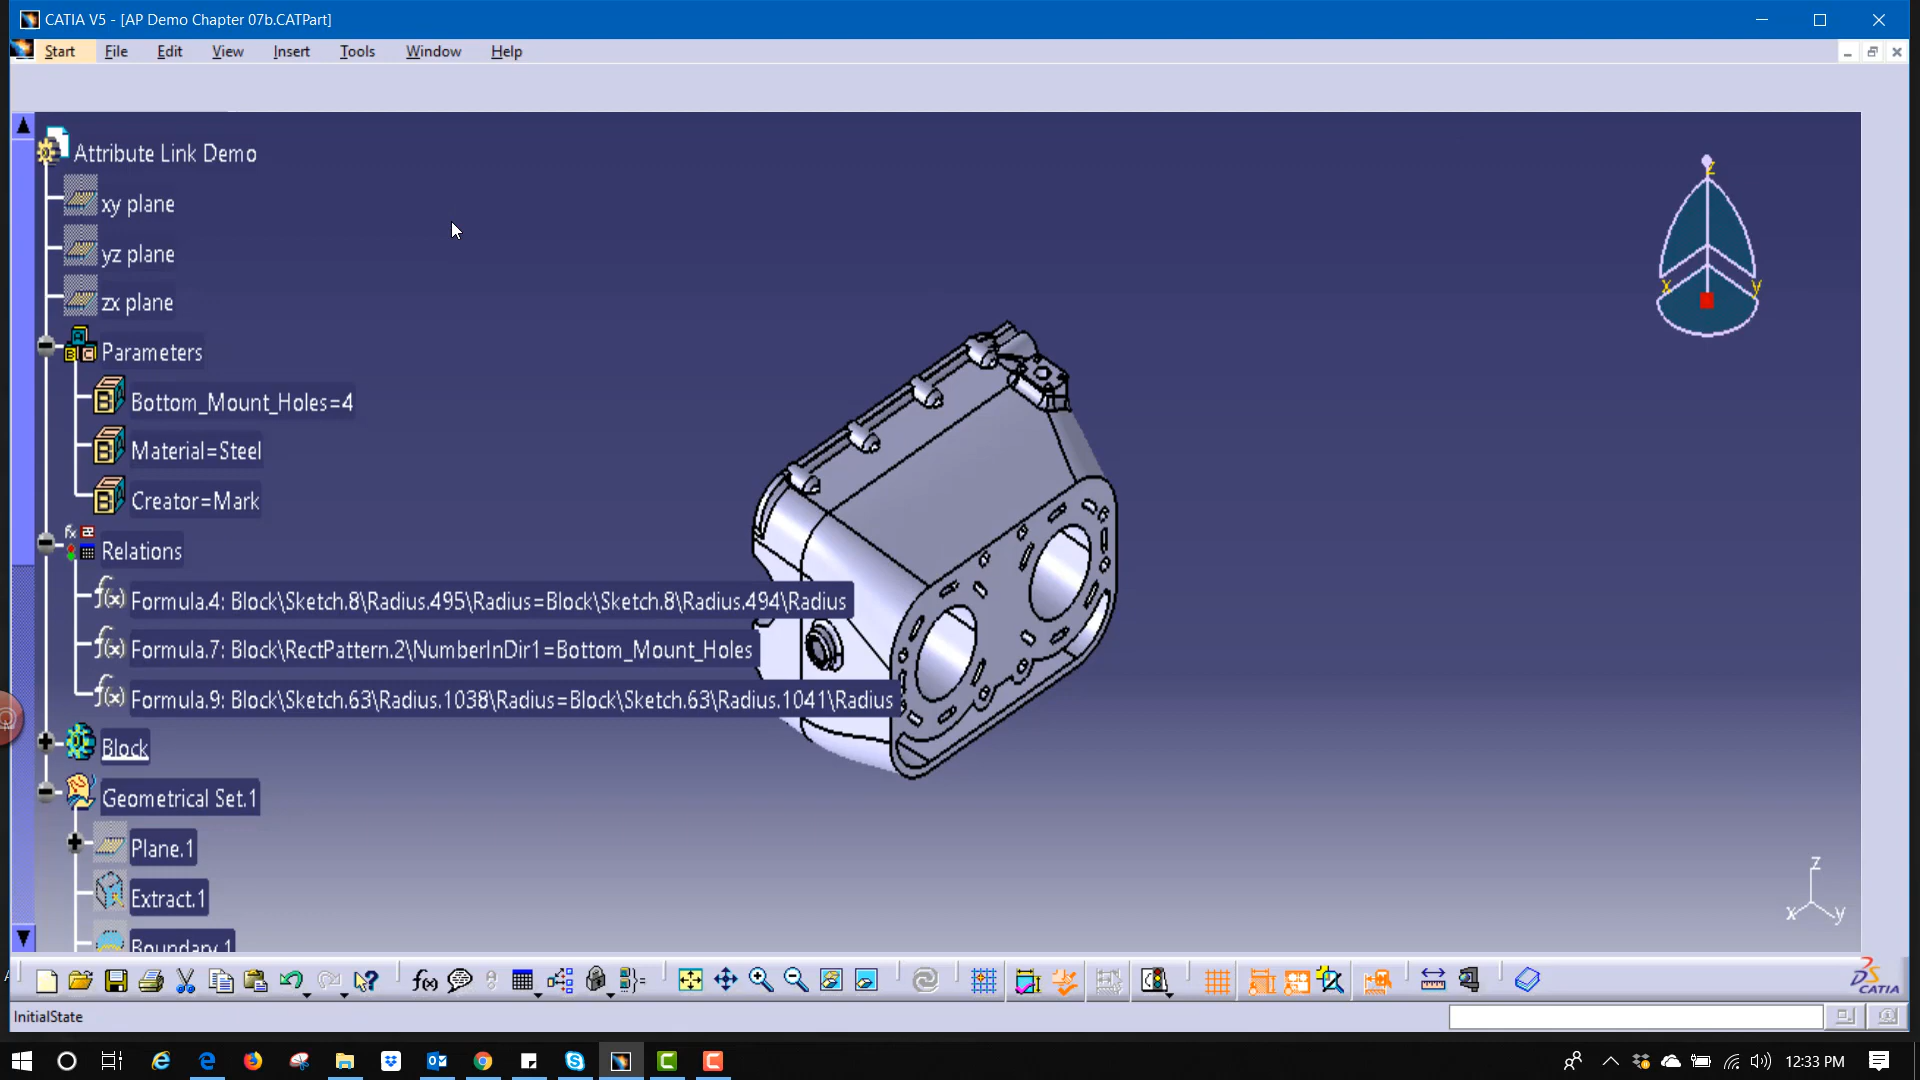 CATIA V5 - [AP Demo Chapter 07b.CATPart]
Start File Edit View Insert Tools Window Help
Attribute Link Demo
xy plane
yz plane
zx plane
Parameters
Bottom_Mount_Holes=4
Material=Steel
Creator=Mark
Relations
Formula.4: Block\Sketch.8\Radius.495\Radius=Block\Sketch.8\Radius.494\Radius
Formula.7: Block\RectPattern.2\NumberInDir1=Bottom_Mount_Holes
Formula.9: Block\Sketch.63\Radius.1038\Radius=Block\Sketch.63\Radius.1041\Radius
Block
Geometrical Set.1
Plane.1
Extract.1
Boundary.1
z
x y
z
x y
CATIA
InitialState
12:33 PM